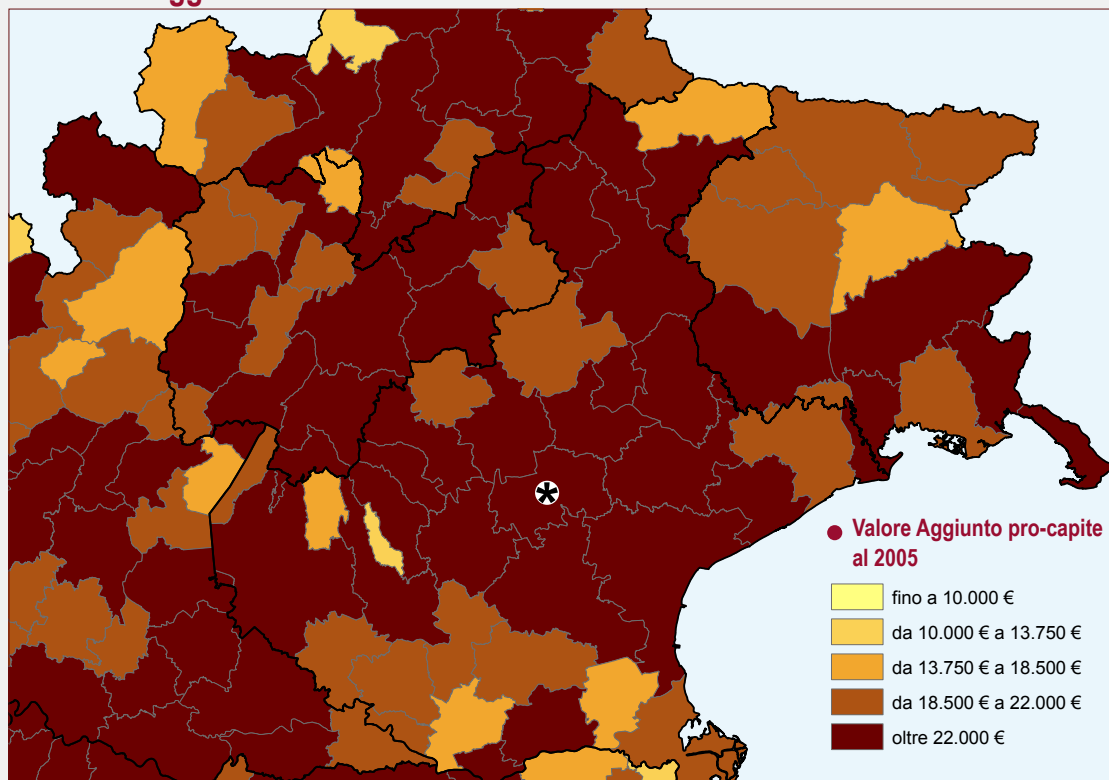 Valore Aggiunto pro-capite
al 2005
fino a 10.000 €
da 10.000 € a 13.750 €
da 13.750 € a 18.500 €
da 18.500 € a 22.000 €
oltre 22.000 €